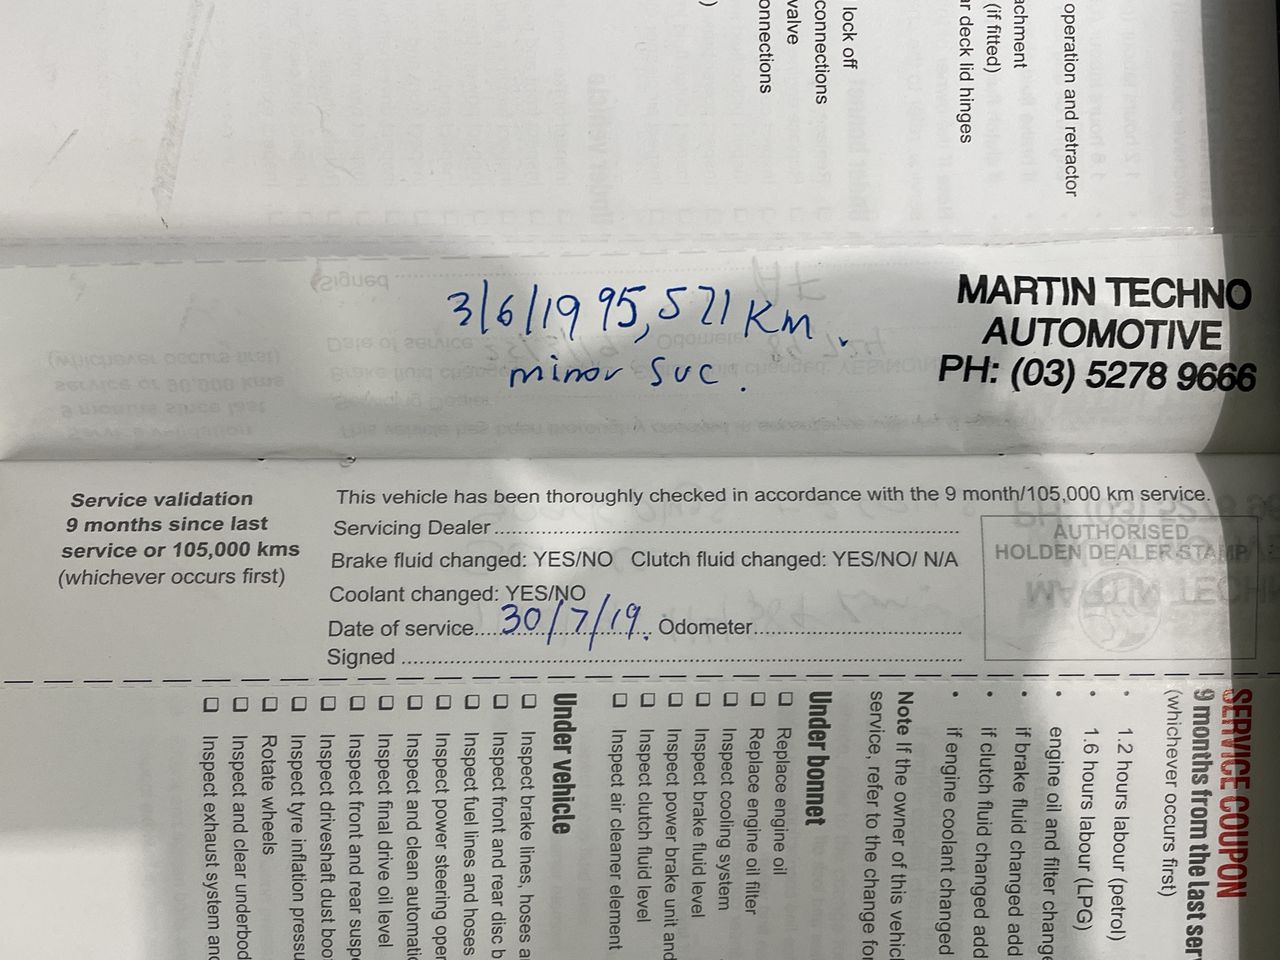 lock off
connections
valve
onnections
operation and retractor
achment
(if fitted)
r deck lid hinges
3/6/19 95,571 Km.
minor svc.
MARTIN TECHNO
AUTOMOTIVE
PH: (03) 5278 9666
Service validation
9 months since last
service or 105,000 kms
(whichever occurs first)
This vehicle has been thoroughly checked in accordance with the 9 month/105,000 km service.
Servicing Dealer
Brake fluid changed: YES/NO Clutch fluid changed: YES/NO/ N/A
Coolant changed: YES/NO
Date of service....30/7/19. Odometer
Signed
AUTHORISED
HOLDEN DEALER STAMP
SERVICE COUPON
9 months from the last ser
(whichever occurs first)
• 1.2 hours labour (petrol)
• 1.6 hours labour (LPG)
• engine oil and filter change
• if brake fluid changed add
• if clutch fluid changed add
• if engine coolant changed
Note If the owner of this vehicl
service, refer to the change for
Under bonnet
❑ Replace engine oil
❑ Replace engine oil filter
❑ Inspect cooling system
❑ Inspect brake fluid level
❑ Inspect power brake unit and
❑ Inspect clutch fluid level
❑ Inspect air cleaner element
Under vehicle
❑ Inspect brake lines, hoses a
❑ Inspect front and rear disc b
❑ Inspect fuel lines and hoses
❑ Inspect power steering oper
❑ Inspect and clean automati
❑ Inspect final drive oil level
❑ Inspect front and rear susp
❑ Inspect driveshaft dust boo
❑ Inspect tyre inflation pressu
❑ Rotate wheels
❑ Inspect and clear underbod
❑ Inspect exhaust system and